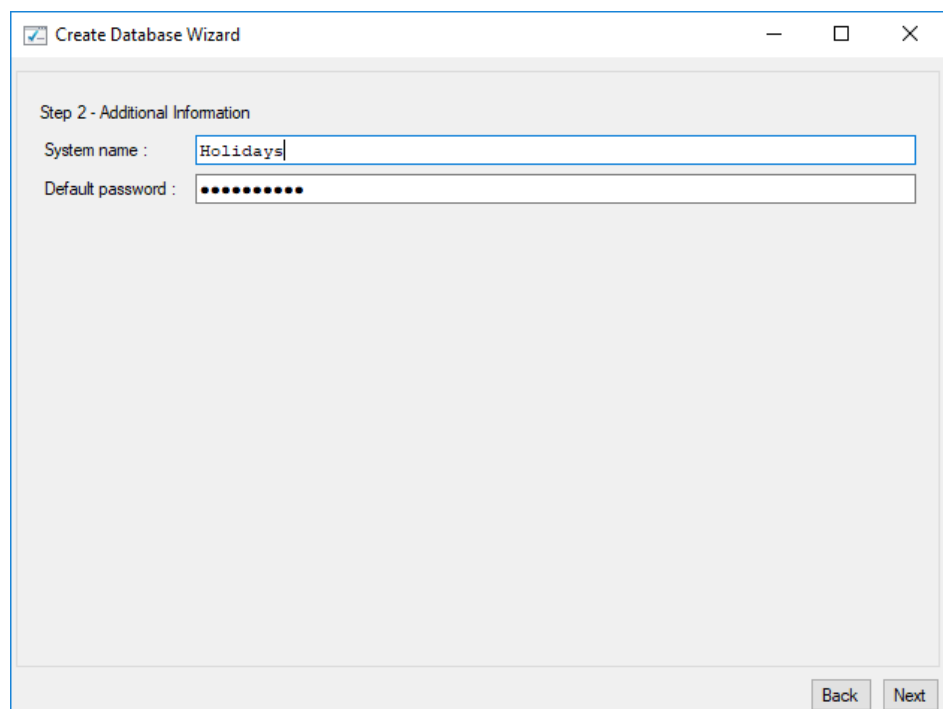 Create Database Wizard
Step 2 - Additional Information
System name : Holidays
Default password : ●●●●●●●●●●
Back Next